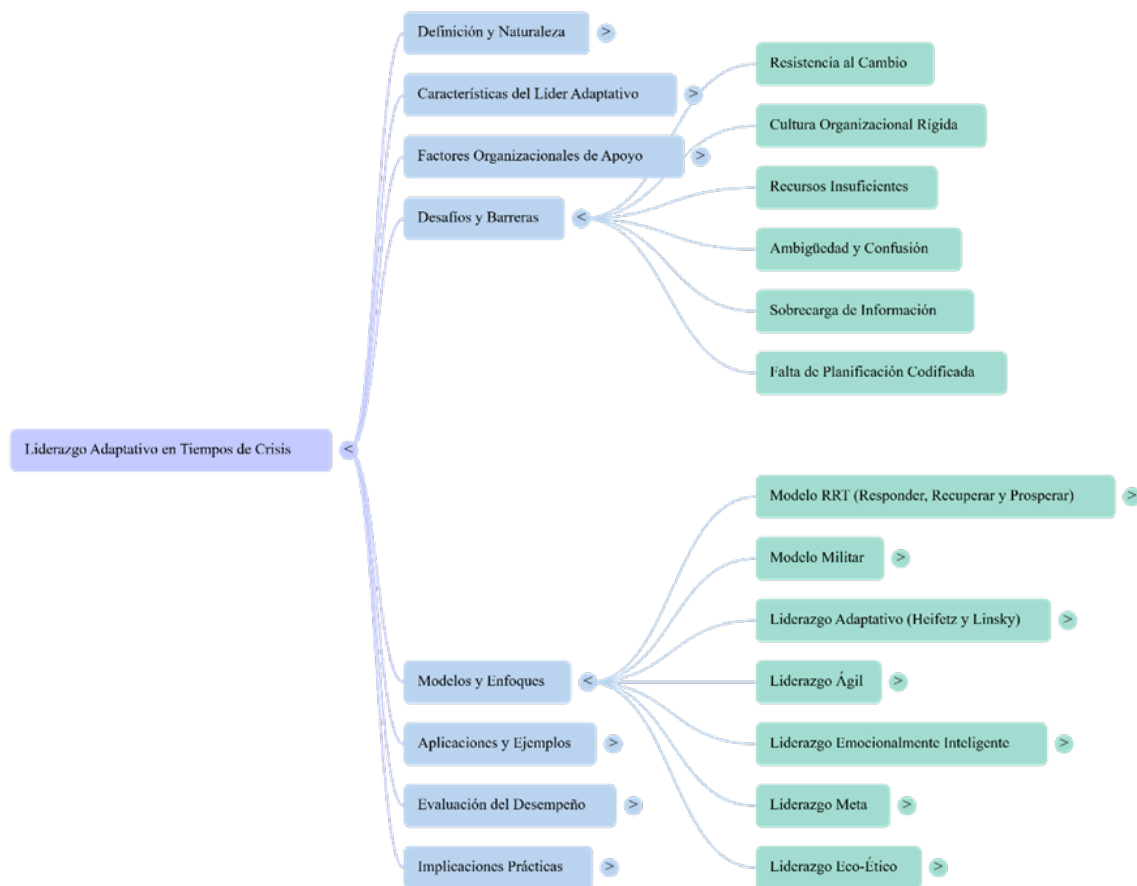 Definición y Naturaleza
>
Resistencia al Cambio
Características del Líder Adaptativo
>
Cultura Organizacional Rígida
Factores Organizacionales de Apoyo
>
Recursos Insuficientes
Desafíos y Barreras
<
Ambigüedad y Confusión
Sobrecarga de Información
Falta de Planificación Codificada
Liderazgo Adaptativo en Tiempos de Crisis
<
Modelo RRT (Responder, Recuperar y Prosperar)
>
Modelo Militar
>
Liderazgo Adaptativo (Heifetz y Linsky)
>
Modelos y Enfoques
<
Liderazgo Ágil
>
Aplicaciones y Ejemplos
>
Liderazgo Emocionalmente Inteligente
>
Evaluación del Desempeño
>
Liderazgo Meta
>
Implicaciones Prácticas
>
Liderazgo Eco-Ético
>